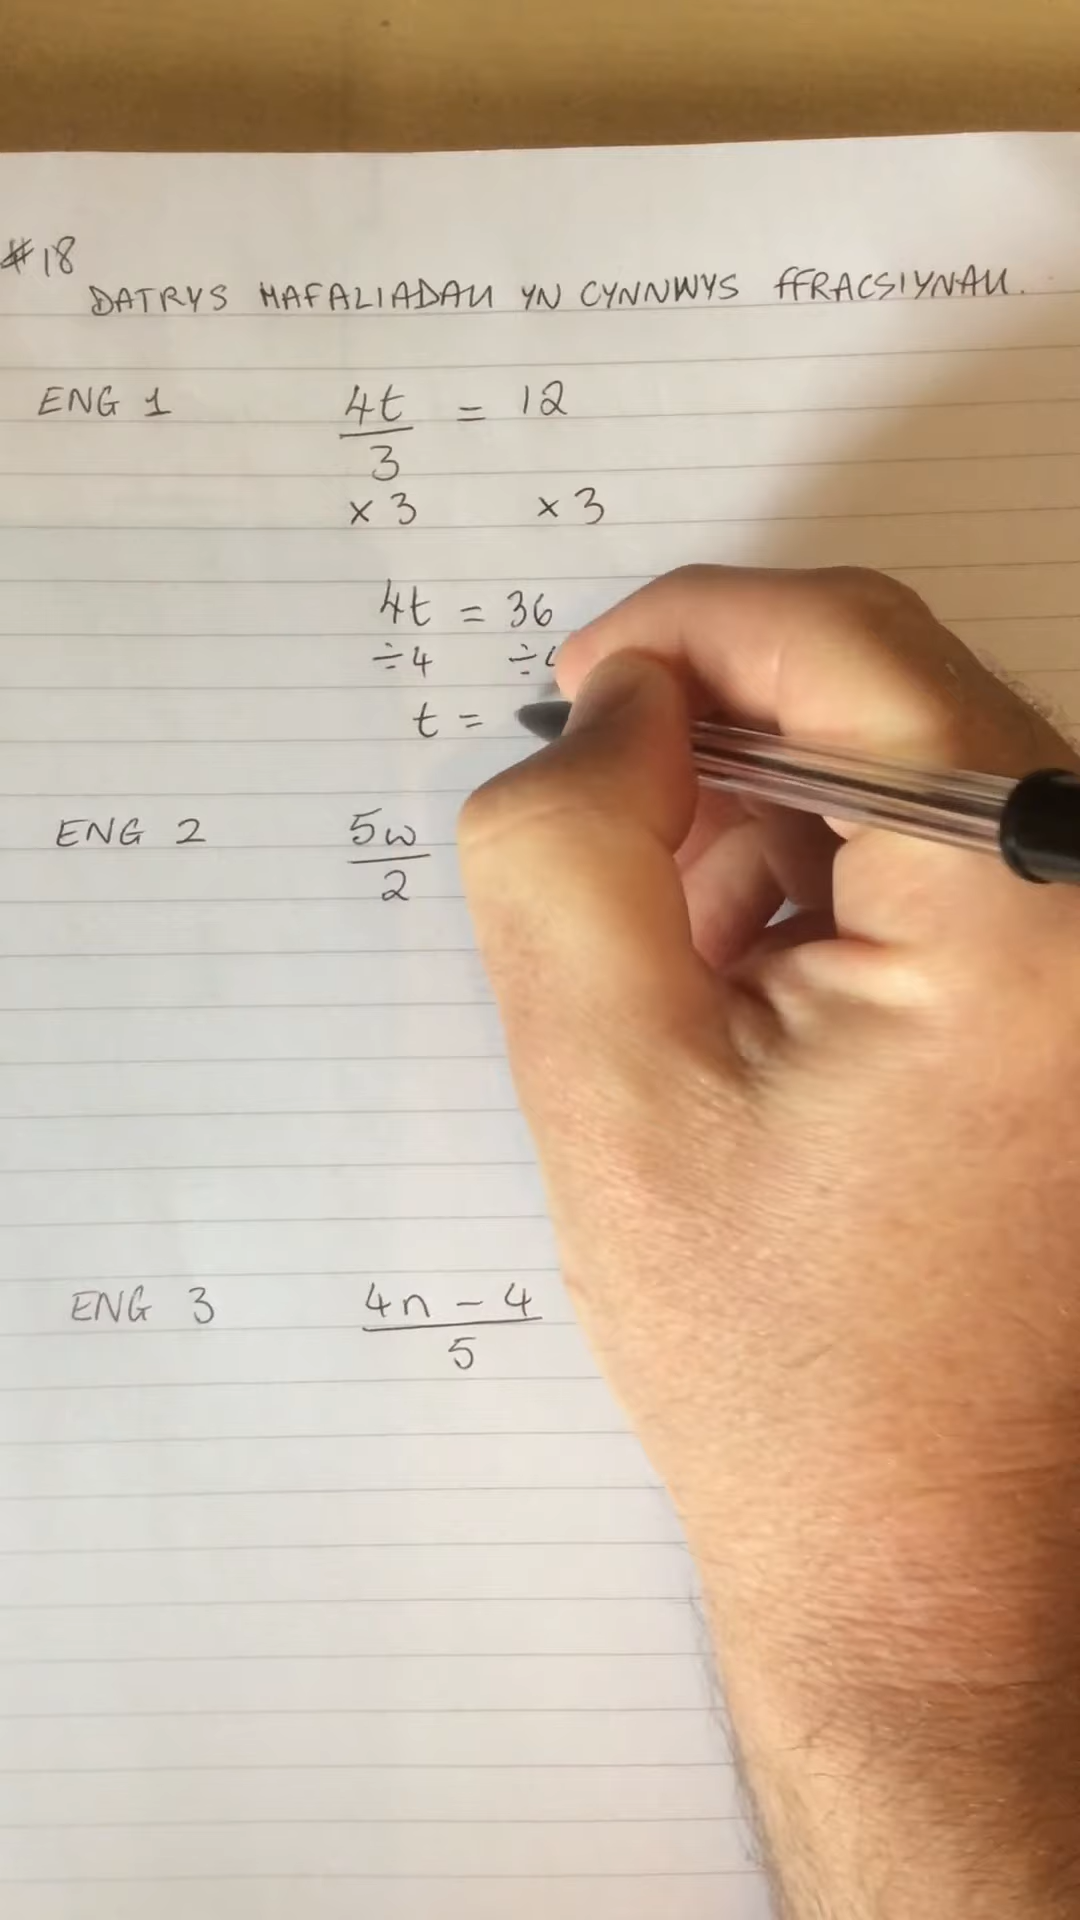 #18
DATRYS HAFALIADAU YN CYNNWYS FFRACSIYNAU.
ENG 1 4t/3 = 12
×3 ×3
4t = 36
÷4 ÷
t =
ENG 2 5w/2
ENG 3 4n - 4/5